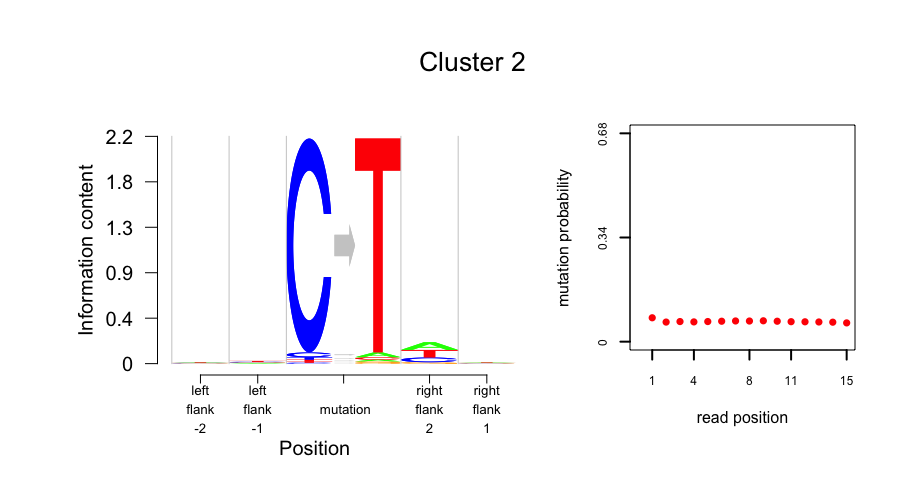 Cluster 2
Information content
2.2
1.8
1.3
0.9
0.4
0
C T
A
T
C
left flank -2
left flank -1
mutation
right flank 2
right flank 1
Position
mutation probability
0.68
0.34
0
1 4 8 11 15
read position